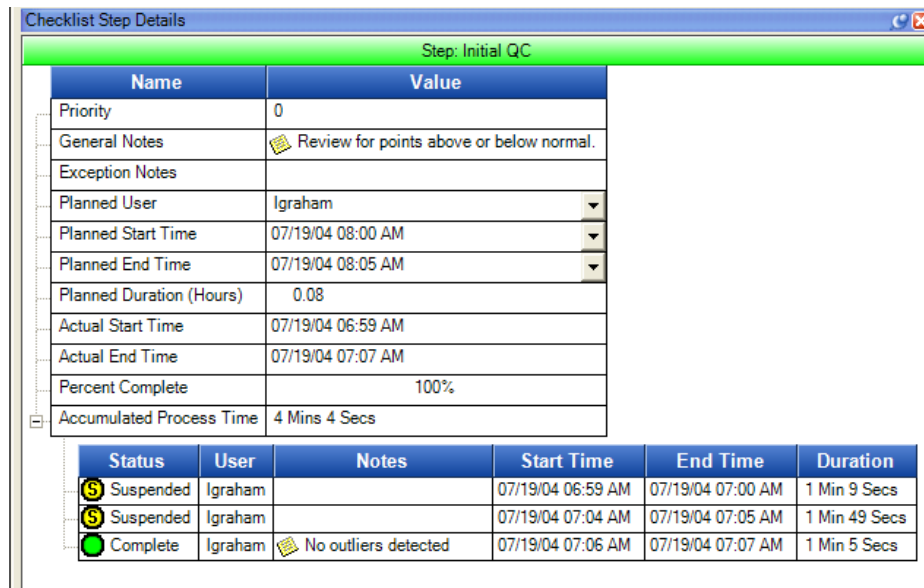 Checklist Step Details
Step: Initial QC
Name Value
Priority 0
General Notes Review for points above or below normal.
Exception Notes
Planned User lgraham
Planned Start Time 07/19/04 08:00 AM
Planned End Time 07/19/04 08:05 AM
Planned Duration (Hours) 0.08
Actual Start Time 07/19/04 06:59 AM
Actual End Time 07/19/04 07:07 AM
Percent Complete 100%
Accumulated Process Time 4 Mins 4 Secs
Status User Notes Start Time End Time Duration
S Suspended lgraham 07/19/04 06:59 AM 07/19/04 07:00 AM 1 Min 9 Secs
S Suspended lgraham 07/19/04 07:04 AM 07/19/04 07:05 AM 1 Min 49 Secs
Complete lgraham No outliers detected 07/19/04 07:06 AM 07/19/04 07:07 AM 1 Min 5 Secs